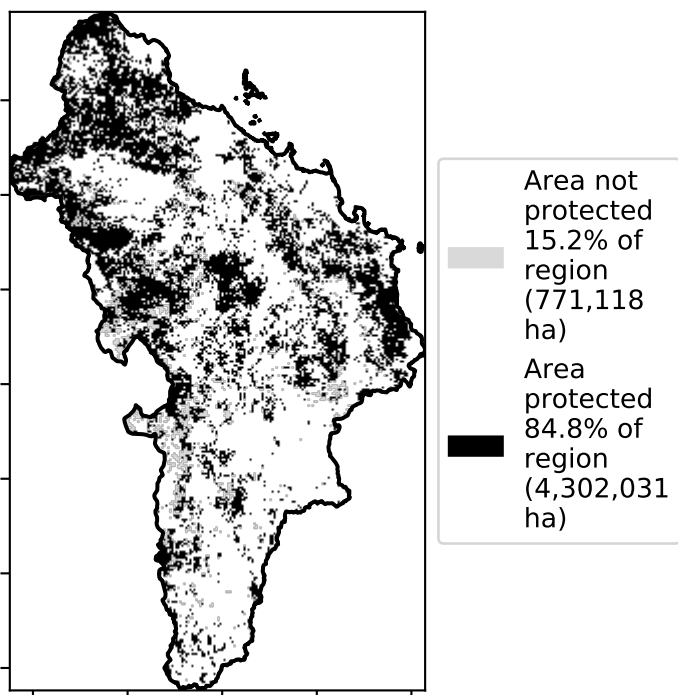 Area not
protected
15.2% of
region
(771,118
ha)
Area
protected
84.8% of
region
(4,302,031
ha)